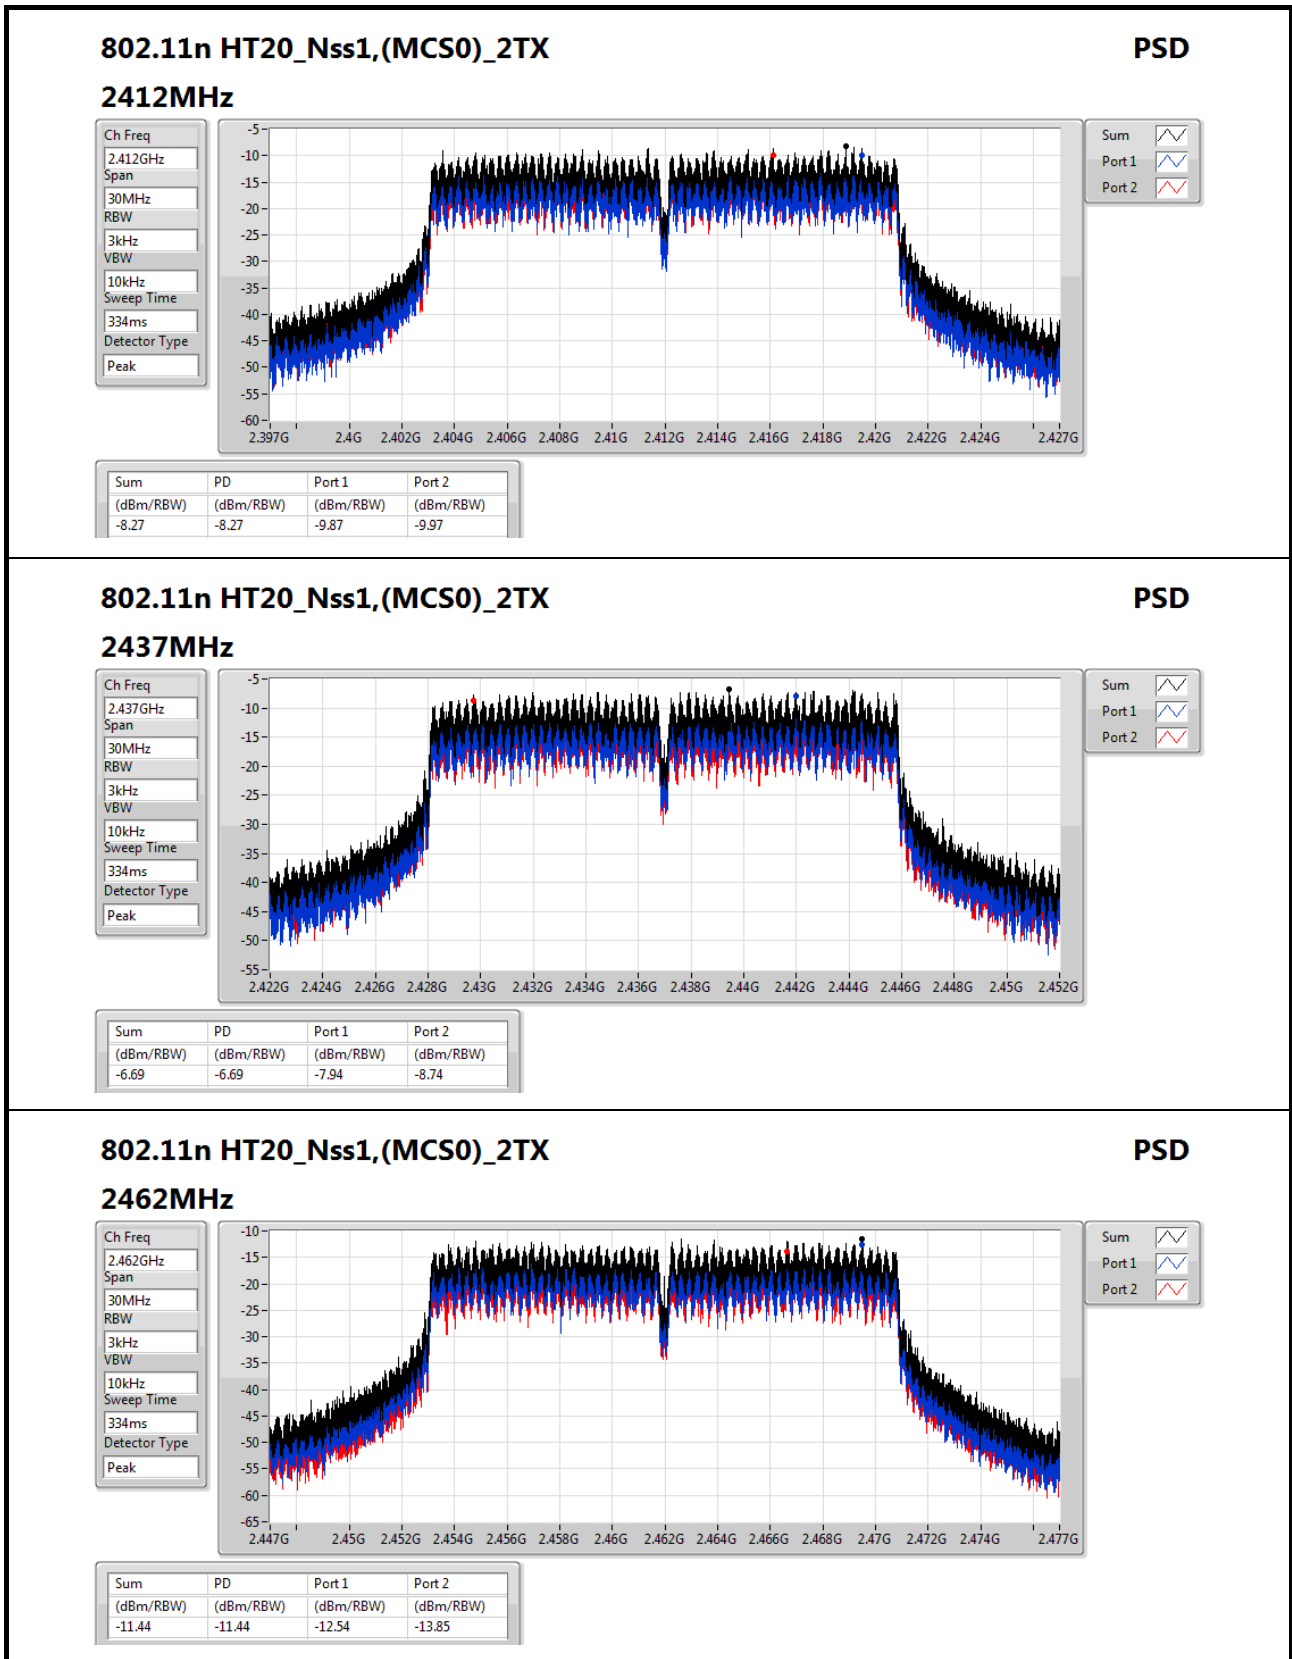 802.11n HT20_Nss1,(MCS0)_2TX PSD
2412MHz
Ch Freq
2.412GHz
Span
30MHz
RBW
3kHz
VBW
10kHz
Sweep Time
334ms
Detector Type
Peak
-5
-10
-15
-20
-25
-30
-35
-40
-45
-50
-55
-60
2.397G 2.4G 2.402G 2.404G 2.406G 2.408G 2.41G 2.412G 2.414G 2.416G 2.418G 2.42G 2.422G 2.424G 2.427G
Sum
Port 1
Port 2
Sum PD Port 1 Port 2
(dBm/RBW) (dBm/RBW) (dBm/RBW) (dBm/RBW)
-8.27 -8.27 -9.87 -9.97
802.11n HT20_Nss1,(MCS0)_2TX PSD
2437MHz
Ch Freq
2.437GHz
Span
30MHz
RBW
3kHz
VBW
10kHz
Sweep Time
334ms
Detector Type
Peak
-5
-10
-15
-20
-25
-30
-35
-40
-45
-50
-55
2.422G 2.424G 2.426G 2.428G 2.43G 2.432G 2.434G 2.436G 2.438G 2.44G 2.442G 2.444G 2.446G 2.448G 2.45G 2.452G
Sum
Port 1
Port 2
Sum PD Port 1 Port 2
(dBm/RBW) (dBm/RBW) (dBm/RBW) (dBm/RBW)
-6.69 -6.69 -7.94 -8.74
802.11n HT20_Nss1,(MCS0)_2TX PSD
2462MHz
Ch Freq
2.462GHz
Span
30MHz
RBW
3kHz
VBW
10kHz
Sweep Time
334ms
Detector Type
Peak
-10
-15
-20
-25
-30
-35
-40
-45
-50
-55
-60
-65
2.447G 2.45G 2.452G 2.454G 2.456G 2.458G 2.46G 2.462G 2.464G 2.466G 2.468G 2.47G 2.472G 2.474G 2.477G
Sum
Port 1
Port 2
Sum PD Port 1 Port 2
(dBm/RBW) (dBm/RBW) (dBm/RBW) (dBm/RBW)
-11.44 -11.44 -12.54 -13.85